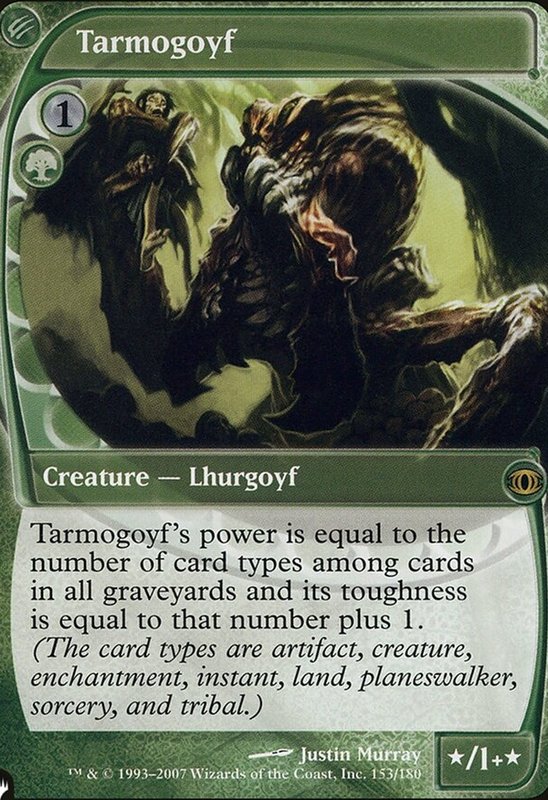 Tarmogoyf
1
Creature — Lhurgoyf
Tarmogoyf's power is equal to the
number of card types among cards
in all graveyards and its toughness
is equal to that number plus 1.
(The card types are artifact, creature,
enchantment, instant, land, planeswalker,
sorcery, and tribal.)
Justin Murray
™ & © 1993–2007 Wizards of the Coast, Inc. 153/180
★/1+★